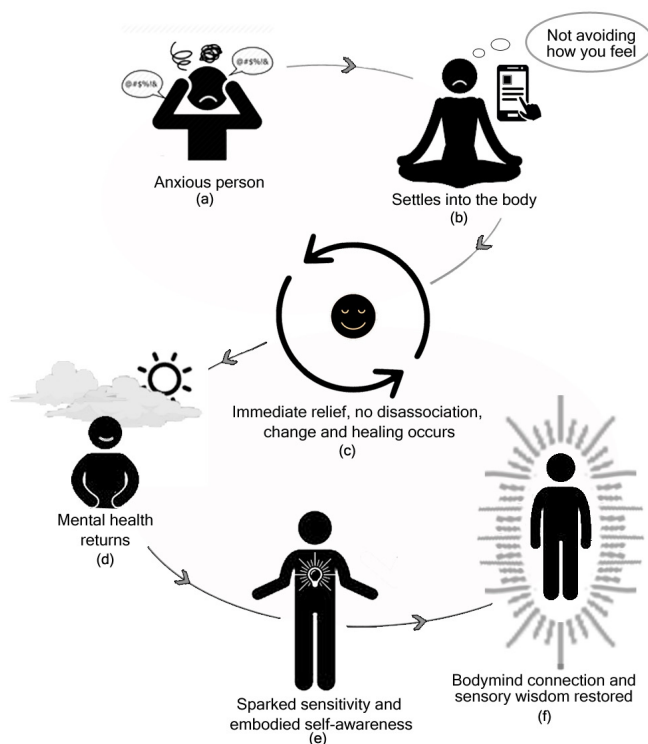 @#$%!&
@#$%!&
Anxious person
(a)
Not avoiding
how you feel
Settles into the body
(b)
Immediate relief, no disassociation,
change and healing occurs
(c)
Mental health
returns
(d)
Sparked sensitivity and
embodied self-awareness
(e)
Bodymind connection and
sensory wisdom restored
(f)